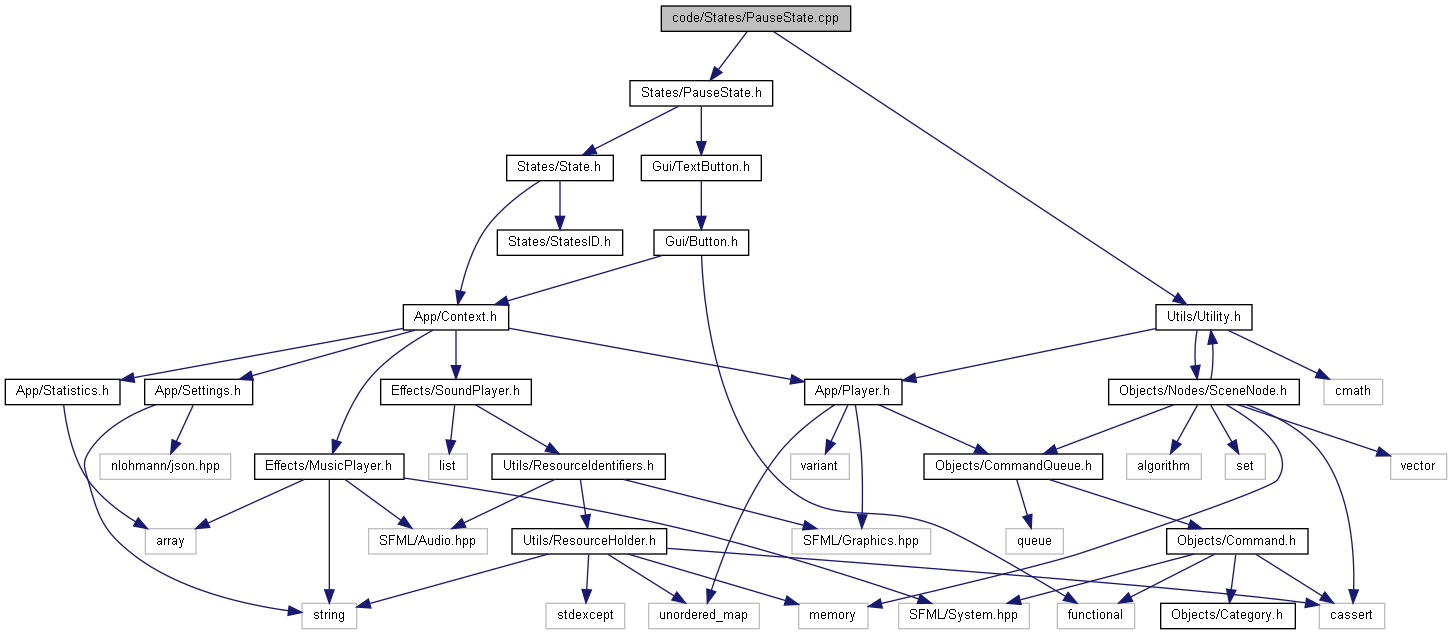 code/States/PauseState.cpp
States/PauseState.h
States/State.h
Gui/TextButton.h
States/StatesID.h
Gui/Button.h
App/Context.h
Utils/Utility.h
App/Statistics.h
App/Settings.h
Effects/SoundPlayer.h
App/Player.h
Objects/Nodes/SceneNode.h
cmath
nlohmann/json.hpp
Effects/MusicPlayer.h
list
Utils/ResourceIdentifiers.h
variant
Objects/CommandQueue.h
algorithm
set
vector
array
SFML/Audio.hpp
Utils/ResourceHolder.h
SFML/Graphics.hpp
queue
Objects/Command.h
string
stdexcept
unordered_map
memory
SFML/System.hpp
functional
Objects/Category.h
cassert